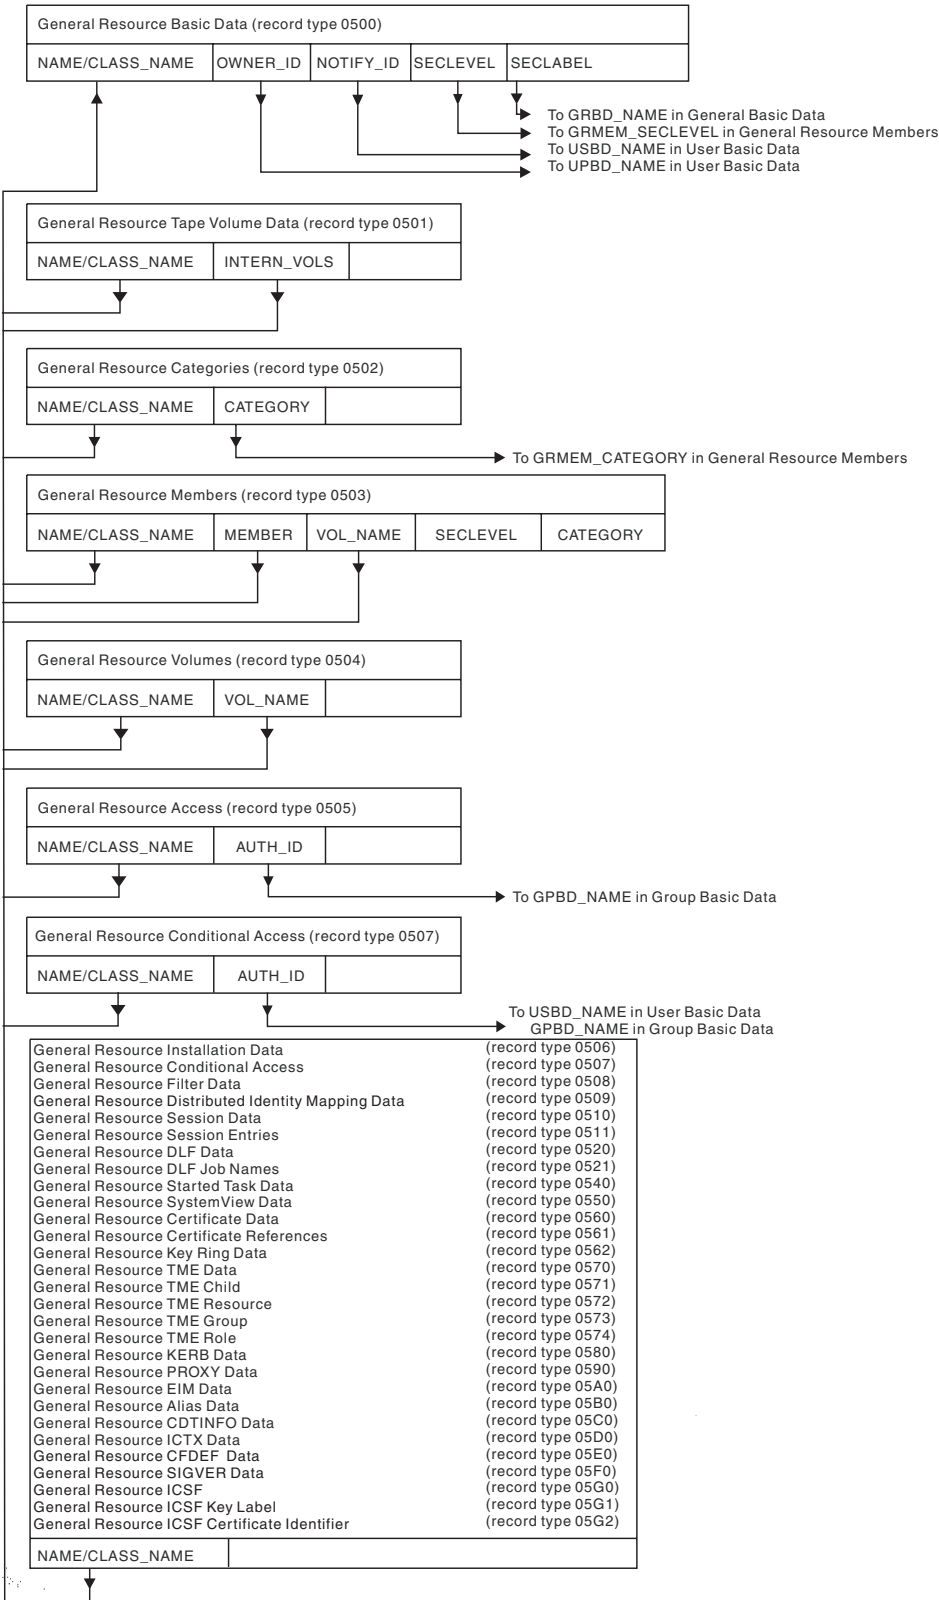 General Resource Basic Data (record type 0500)
NAME/CLASS_NAME OWNER_ID NOTIFY_ID SECLEVEL SECLABEL
To GRBD_NAME in General Basic Data
To GRMEM_SECLEVEL in General Resource Members
To USBD_NAME in User Basic Data
To UPBD_NAME in User Basic Data
General Resource Tape Volume Data (record type 0501)
NAME/CLASS_NAME INTERN_VOLS
General Resource Categories (record type 0502)
NAME/CLASS_NAME CATEGORY
To GRMEM_CATEGORY in General Resource Members
General Resource Members (record type 0503)
NAME/CLASS_NAME MEMBER VOL_NAME SECLEVEL CATEGORY
General Resource Volumes (record type 0504)
NAME/CLASS_NAME VOL_NAME
General Resource Access (record type 0505)
NAME/CLASS_NAME AUTH_ID
To GPBD_NAME in Group Basic Data
General Resource Conditional Access (record type 0507)
NAME/CLASS_NAME AUTH_ID
To USBD_NAME in User Basic Data
GPBD_NAME in Group Basic Data
General Resource Installation Data (record type 0506)
General Resource Conditional Access (record type 0507)
General Resource Filter Data (record type 0508)
General Resource Distributed Identity Mapping Data (record type 0509)
General Resource Session Data (record type 0510)
General Resource Session Entries (record type 0511)
General Resource DLF Data (record type 0520)
General Resource DLF Job Names (record type 0521)
General Resource Started Task Data (record type 0540)
General Resource SystemView Data (record type 0550)
General Resource Certificate Data (record type 0560)
General Resource Certificate References (record type 0561)
General Resource Key Ring Data (record type 0562)
General Resource TME Data (record type 0570)
General Resource TME Child (record type 0571)
General Resource TME Resource (record type 0572)
General Resource TME Group (record type 0573)
General Resource TME Role (record type 0574)
General Resource KERB Data (record type 0580)
General Resource PROXY Data (record type 0590)
General Resource EIM Data (record type 05A0)
General Resource Alias Data (record type 05B0)
General Resource CDTINFO Data (record type 05C0)
General Resource ICTX Data (record type 05D0)
General Resource CFDEF Data (record type 05E0)
General Resource SIGVER Data (record type 05F0)
General Resource ICSF (record type 05G0)
General Resource ICSF Key Label (record type 05G1)
General Resource ICSF Certificate Identifier (record type 05G2)
NAME/CLASS_NAME